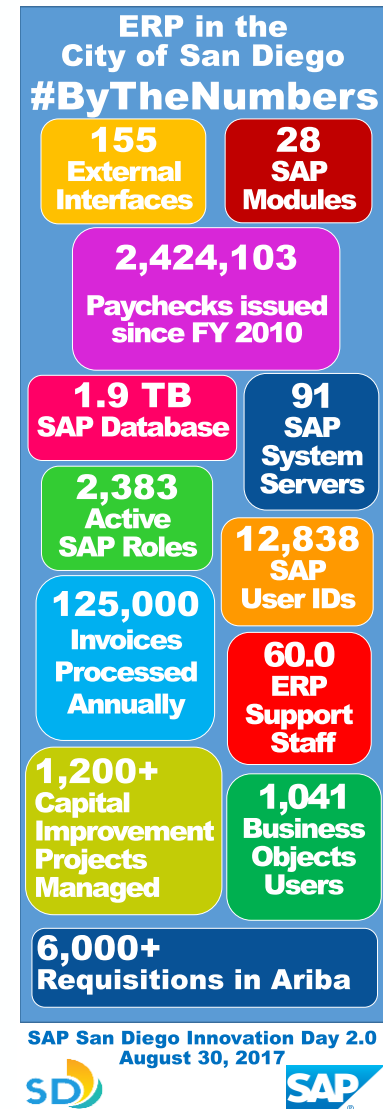 ERP in the
City of San Diego
#ByTheNumbers
155
External
Interfaces
28
SAP
Modules
2,424,103
Paychecks issued
since FY 2010
1.9 TB
SAP Database
91
SAP
System
Servers
2,383
Active
SAP Roles
12,838
SAP
User IDs
125,000
Invoices
Processed
Annually
60.0
ERP
Support
Staff
1,200+
Capital
Improvement
Projects
Managed
1,041
Business
Objects
Users
6,000+
Requisitions in Ariba
SAP San Diego Innovation Day 2.0
August 30, 2017
SD
SAP®